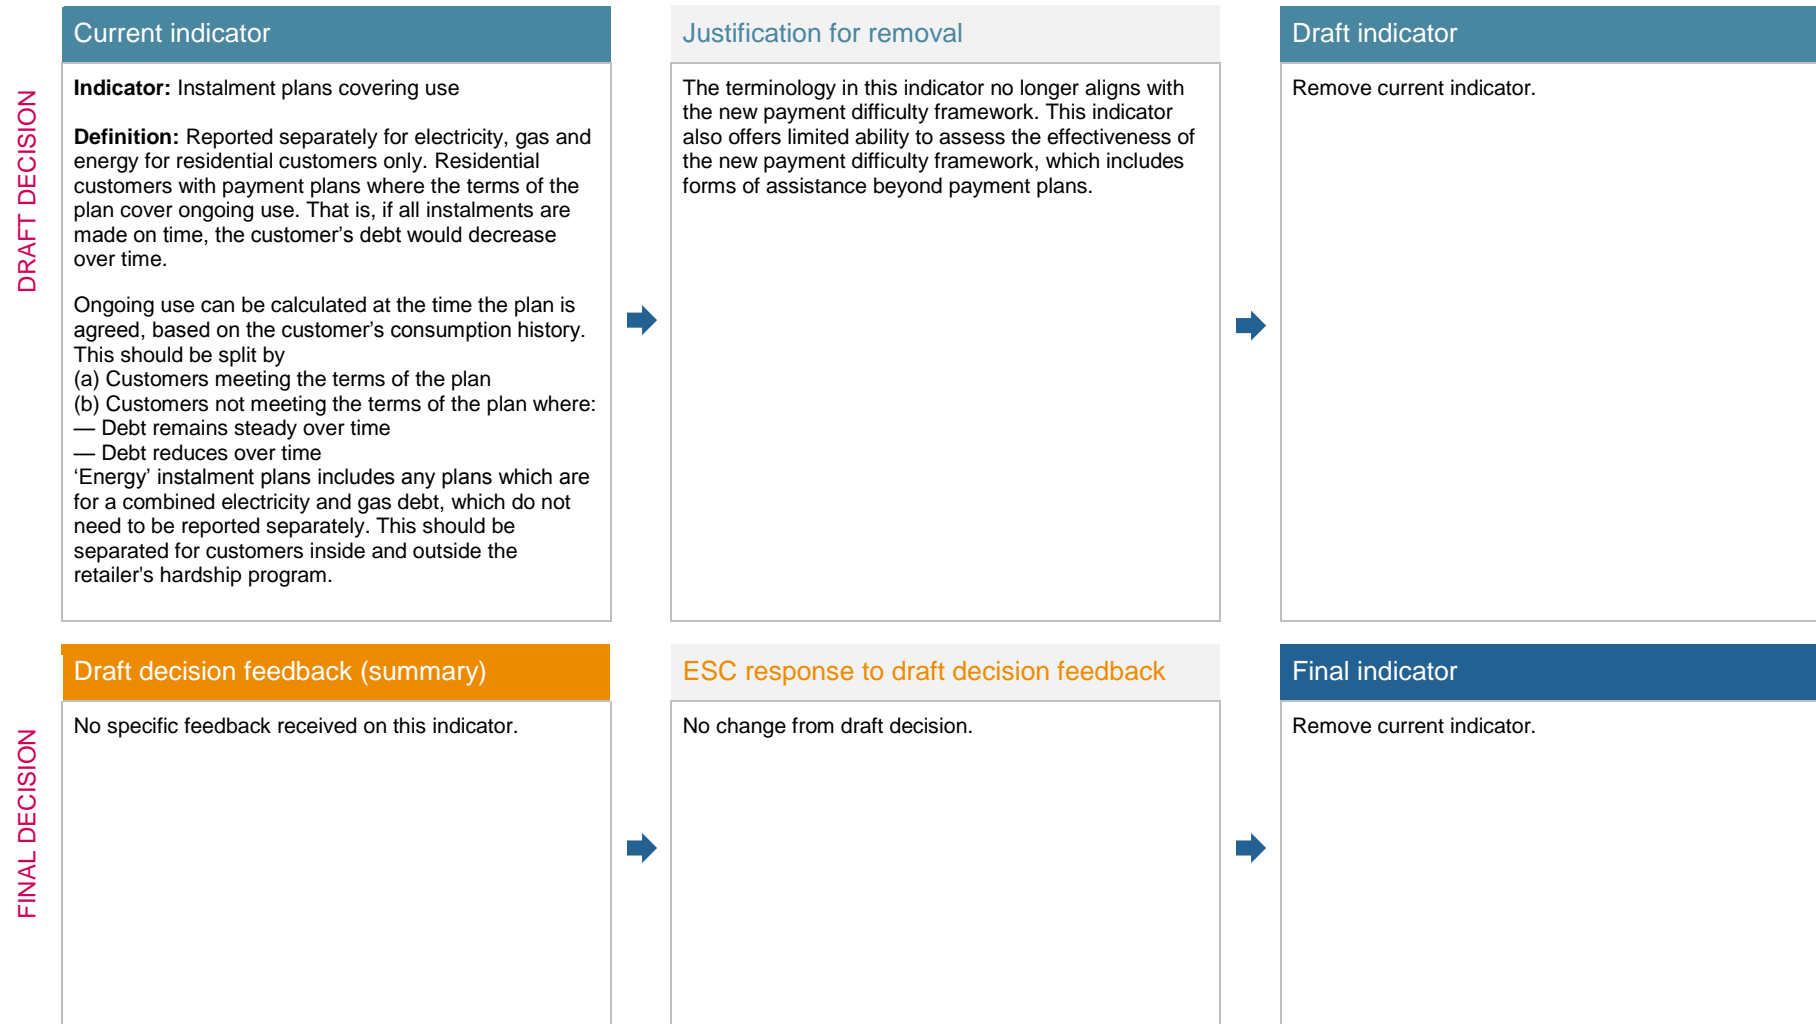 DRAFT DECISION
Current indicator
Indicator: Instalment plans covering use
Definition: Reported separately for electricity, gas and
energy for residential customers only. Residential
customers with payment plans where the terms of the
plan cover ongoing use. That is, if all instalments are
made on time, the customer’s debt would decrease
over time.
Ongoing use can be calculated at the time the plan is
agreed, based on the customer’s consumption history.
This should be split by
(a) Customers meeting the terms of the plan
(b) Customers not meeting the terms of the plan where:
— Debt remains steady over time
— Debt reduces over time
‘Energy’ instalment plans includes any plans which are
for a combined electricity and gas debt, which do not
need to be reported separately. This should be
separated for customers inside and outside the
retailer's hardship program.
Justification for removal
The terminology in this indicator no longer aligns with
the new payment difficulty framework. This indicator
also offers limited ability to assess the effectiveness of
the new payment difficulty framework, which includes
forms of assistance beyond payment plans.
Draft indicator
Remove current indicator.
FINAL DECISION
Draft decision feedback (summary)
No specific feedback received on this indicator.
ESC response to draft decision feedback
No change from draft decision.
Final indicator
Remove current indicator.